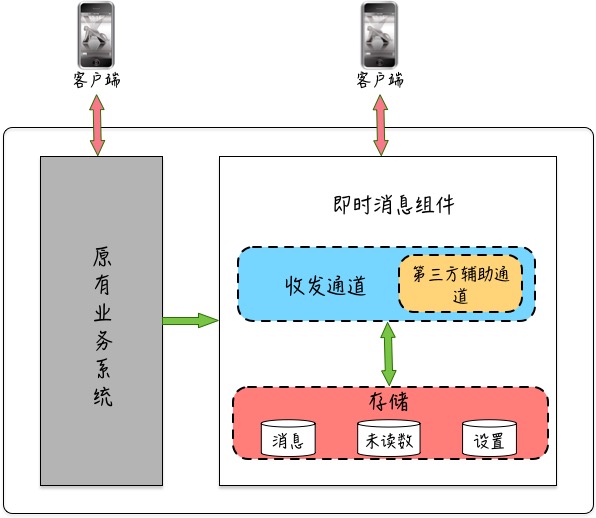 客户端
客户端
原有业务系统
即时消息组件
收发通道
第三方辅助通
道
存储
消息
未读数
设置